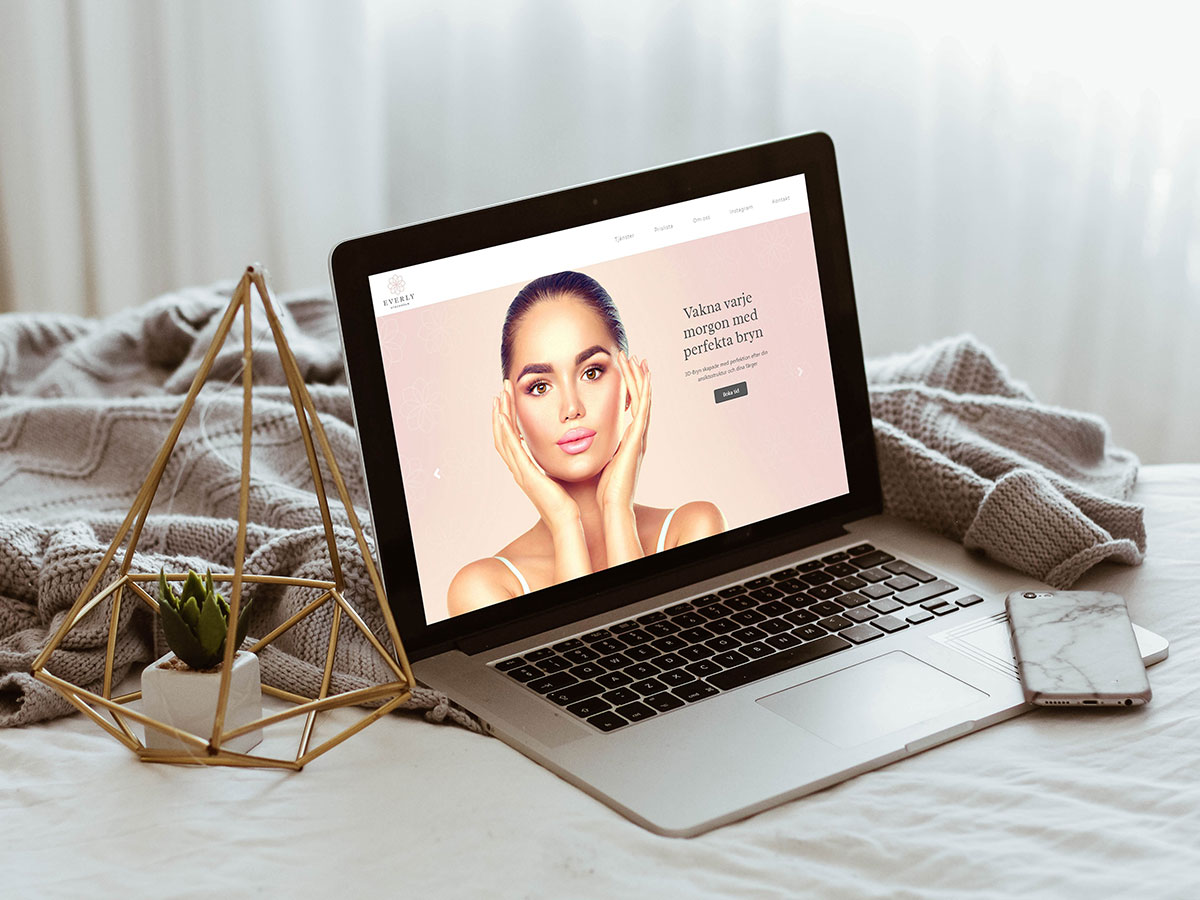 Tjänster Prislista Om oss Instagram Kontakt
EVERLY
STOCKHOLM
Vakna varje
morgon med
perfekta bryn
3D-Bryn skapade med perfektion efter din
ansiktsstruktur och dina färger
Boka tid